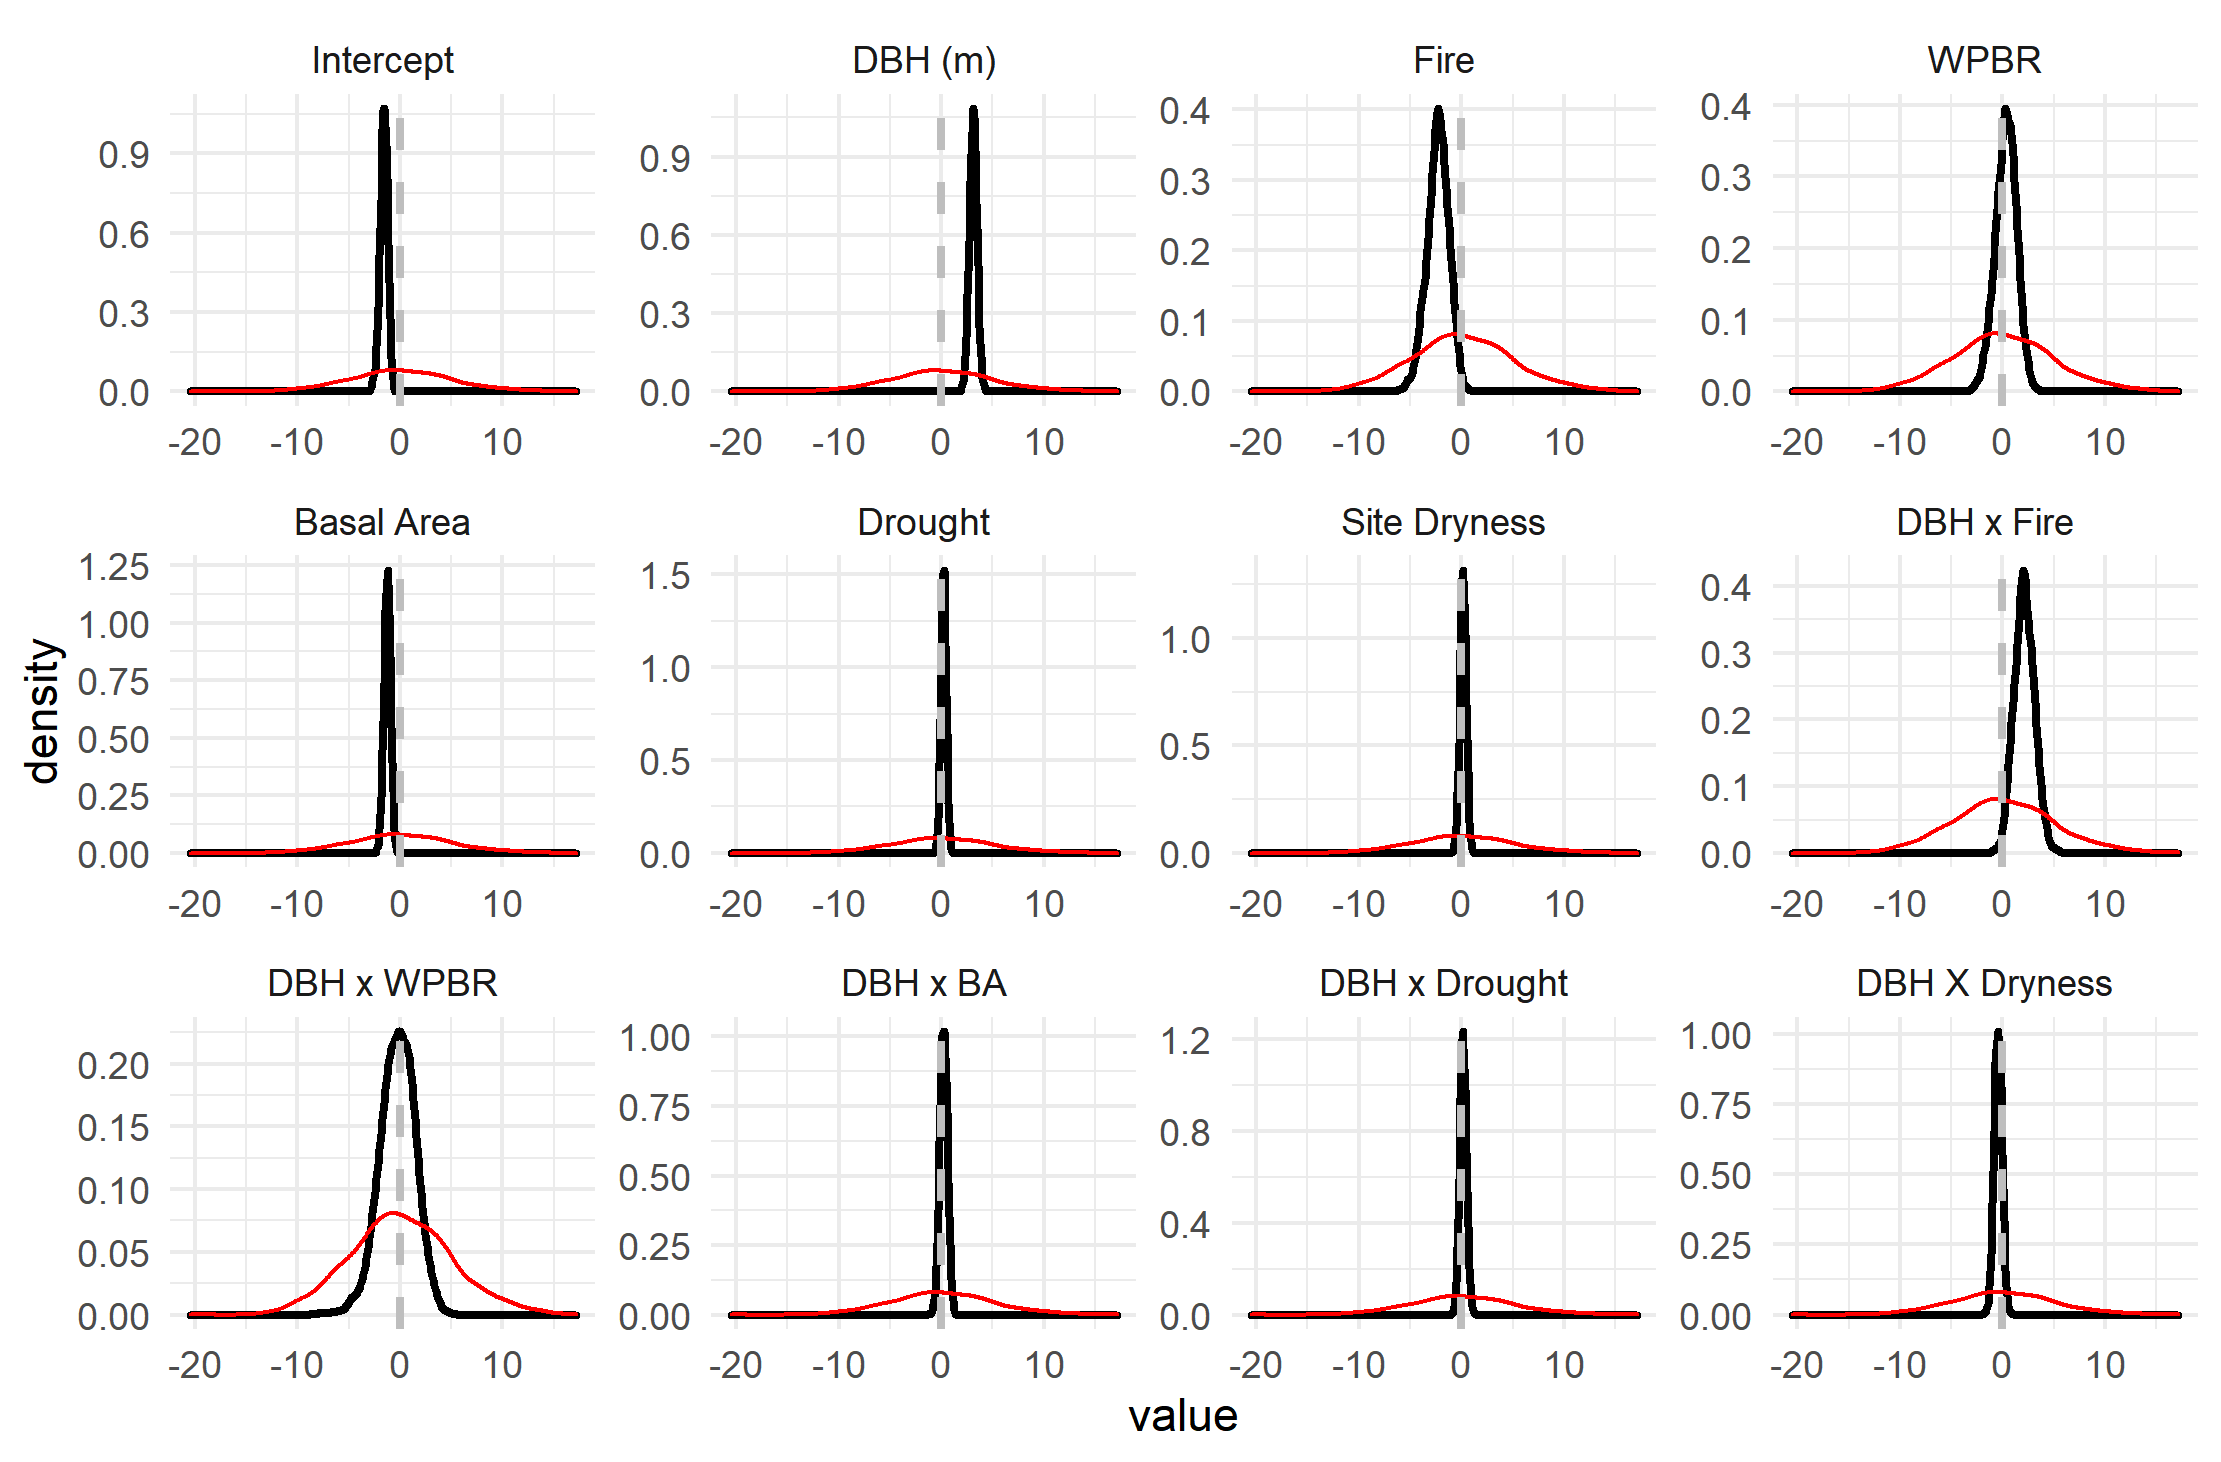 Intercept DBH (m) Fire WPBR
0.9 0.9 0.4 0.4
0.6 0.6 0.3 0.3
0.3 0.3 0.2 0.2
0.0 0.0 0.1 0.1
0.0 0.0
-20 -10 0 10 -20 -10 0 10 -20 -10 0 10 -20 -10 0 10
Basal Area Drought Site Dryness DBH x Fire
1.25 1.5 1.0 0.4
1.00 1.0 0.5 0.3
0.75 0.5 0.0 0.2
0.50 0.0 0.1
0.25 0.0
0.00
-20 -10 0 10 -20 -10 0 10 -20 -10 0 10 -20 -10 0 10
DBH x WPBR DBH x BA DBH x Drought DBH X Dryness
0.20 1.00 1.2 1.00
0.15 0.75 0.8 0.75
0.10 0.50 0.4 0.50
0.05 0.25 0.0 0.25
0.00 0.00 0.00
-20 -10 0 10 -20 -10 0 10 -20 -10 0 10 -20 -10 0 10
density
value